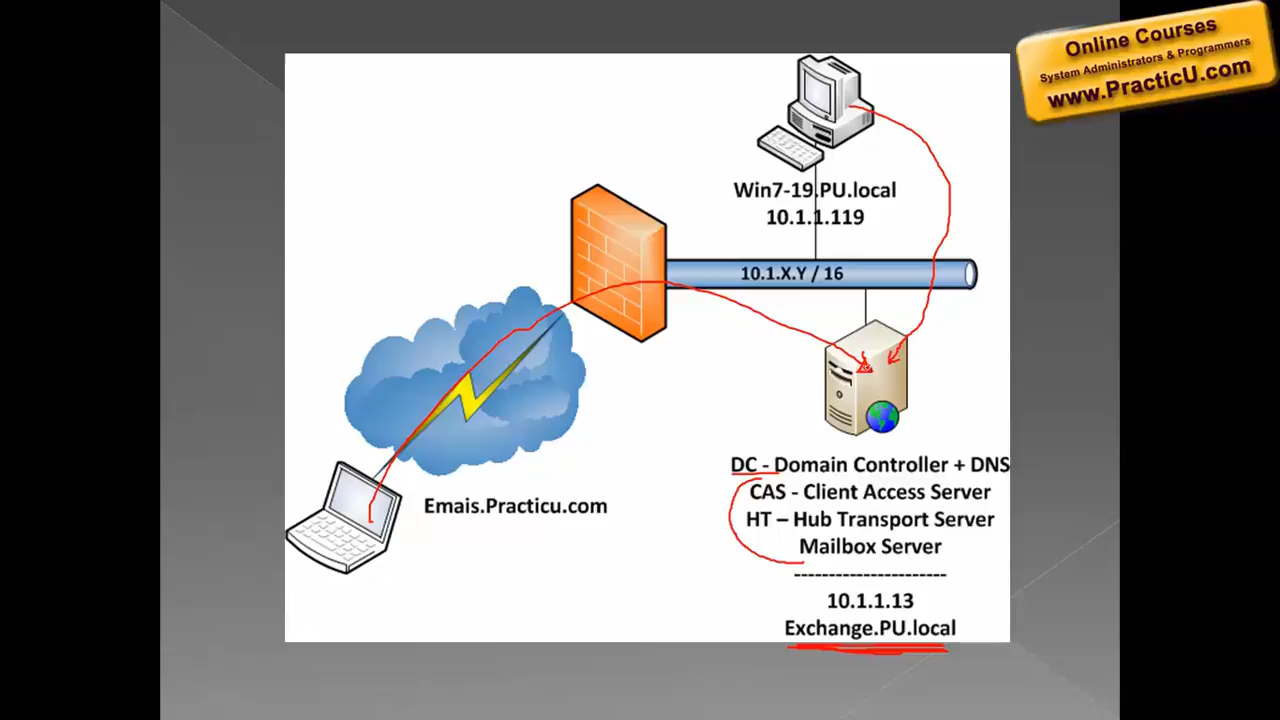 Online Courses
System Administrators & Programmers
www.PracticU.com
Win7-19.PU.local
10.1.1.119
10.1.X.Y / 16
Emais.Practicu.com
DC - Domain Controller + DNS
CAS - Client Access Server
HT – Hub Transport Server
Mailbox Server
----------------------
10.1.1.13
Exchange.PU.local